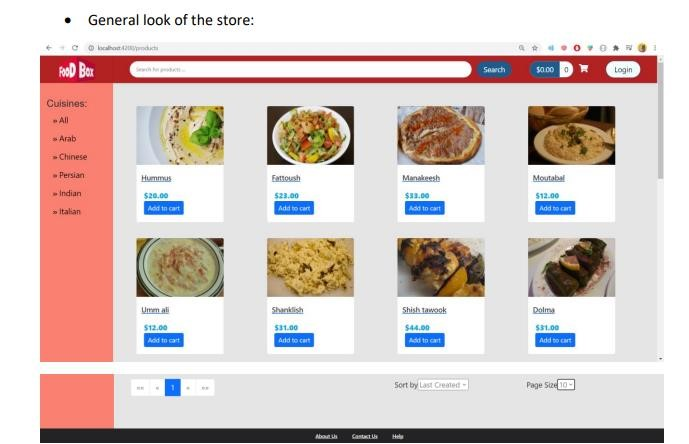 • General look of the store:
localhost:4200/products
FooD Box
Search for products ...
Search
$0.00 0
Login
Cuisines:
» All
» Arab
» Chinese
» Persian
» Indian
» Italian
Hummus
$20.00
Add to cart
Fattoush
$23.00
Add to cart
Manakeesh
$33.00
Add to cart
Moutabal
$12.00
Add to cart
Umm ali
$12.00
Add to cart
Shanklish
$31.00
Add to cart
Shish tawook
$44.00
Add to cart
Dolma
$31.00
Add to cart
«« « 1 » »»
Sort by Last Created
Page Size 10
About Us Contact Us Help